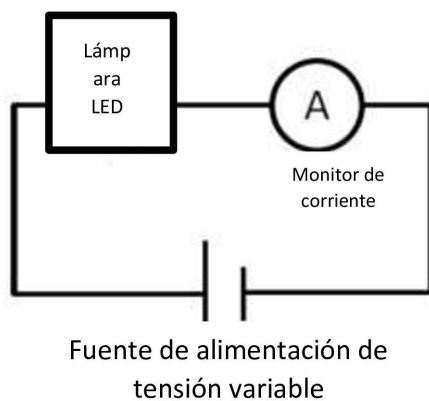 Lámp
ara
LED
A
Monitor de
corriente
Fuente de alimentación de
tensión variable